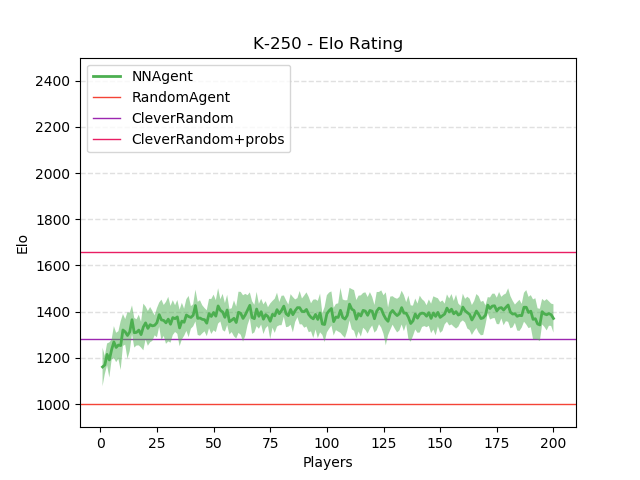 K-250 - Elo Rating
NNAgent
RandomAgent
CleverRandom
CleverRandom+probs
2400
2200
2000
1800
1600
1400
1200
1000
Elo
0 25 50 75 100 125 150 175 200
Players